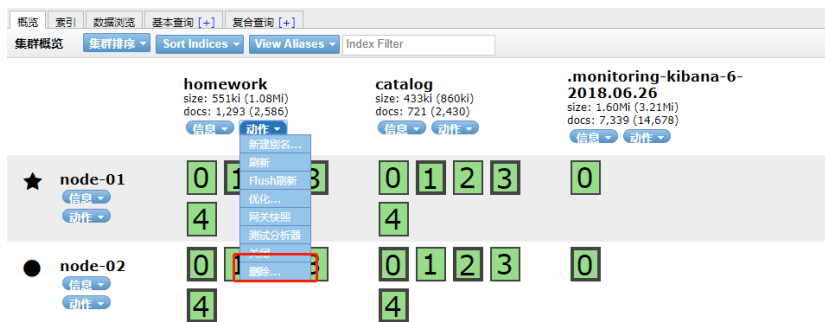 概览 索引 数据浏览 基本查询 [+] 复合查询 [+]
集群概览 集群排序 Sort Indices View Aliases Index Filter
homework
size: 551ki (1.08Mi)
docs: 1,293 (2,586)
信息 动作
catalog
size: 433ki (860ki)
docs: 721 (2,430)
信息 动作
.monitoring-kibana-6-
2018.06.26
size: 1.60Mi (3.21Mi)
docs: 7,339 (14,678)
信息 动作
新建别名...
刷新
Flush刷新
优化...
网关快照
测试分析器
关闭
删除...
node-01
信息
动作
0 1 3
4
0 1 2 3
4
0
node-02
信息
动作
0 1 3
4
0 1 2 3
4
0